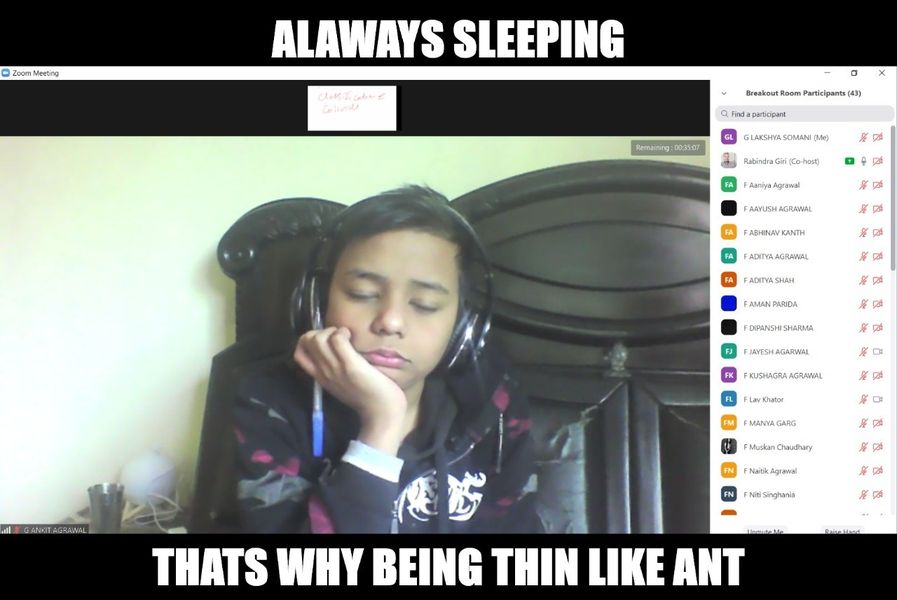 ALAWAYS SLEEPING
Zoom Meeting
Breakout Room Participants (43)
Find a participant
Remaining : 00:35:07
GL G LAKSHYA SOMANI (Me)
Rabindra Giri (Co-host)
FA F Aaniya Agrawal
F AAYUSH AGRAWAL
FA F ABHINAV KANTH
FA F ADITYA AGRAWAL
FA F ADITYA SHAH
F AMAN PARIDA
F DIPANSHI SHARMA
FJ F JAYESH AGARWAL
FK F KUSHAGRA AGRAWAL
FL F Lav Khator
FM F MANYA GARG
F Muskan Chaudhary
FN F Naitik Agrawal
FN F Niti Singhania
G ANKIT AGRAWAL
Unmute Me
Raise Hand
THATS WHY BEING THIN LIKE ANT